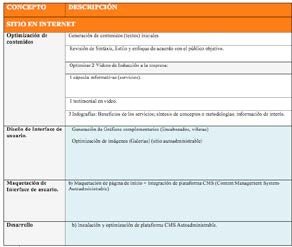 CONCEPTO DESCRIPCIÓN
SITIO EN INTERNET
Optimización de contenidos
Generación de contenidos (textos) iniciales
Revisión de Sintaxis, Estilo y enfoque de acuerdo con el público objetivo.
Optimizar 2 Videos de Inducción a la empresa.
1 cápsula informativa (servicios).
1 testimonial en video.
3 Infografías: Beneficios de los servicios; síntesis de conceptos o metodologías; información de interés.
Diseño de Interface de usuario.
Generación de Gráficos complementarios (Encabezados, viñetas)
Optimización de imágenes (Galerías) (sitio autoadministrable)
Maquetación de Interface de usuario.
b) Maquetación de página de inicio + Integración de plataforma CMS (Content Management System- Autoadministrable)
Desarrollo
b) Instalación y optimización de plataforma CMS Autoadministrable.